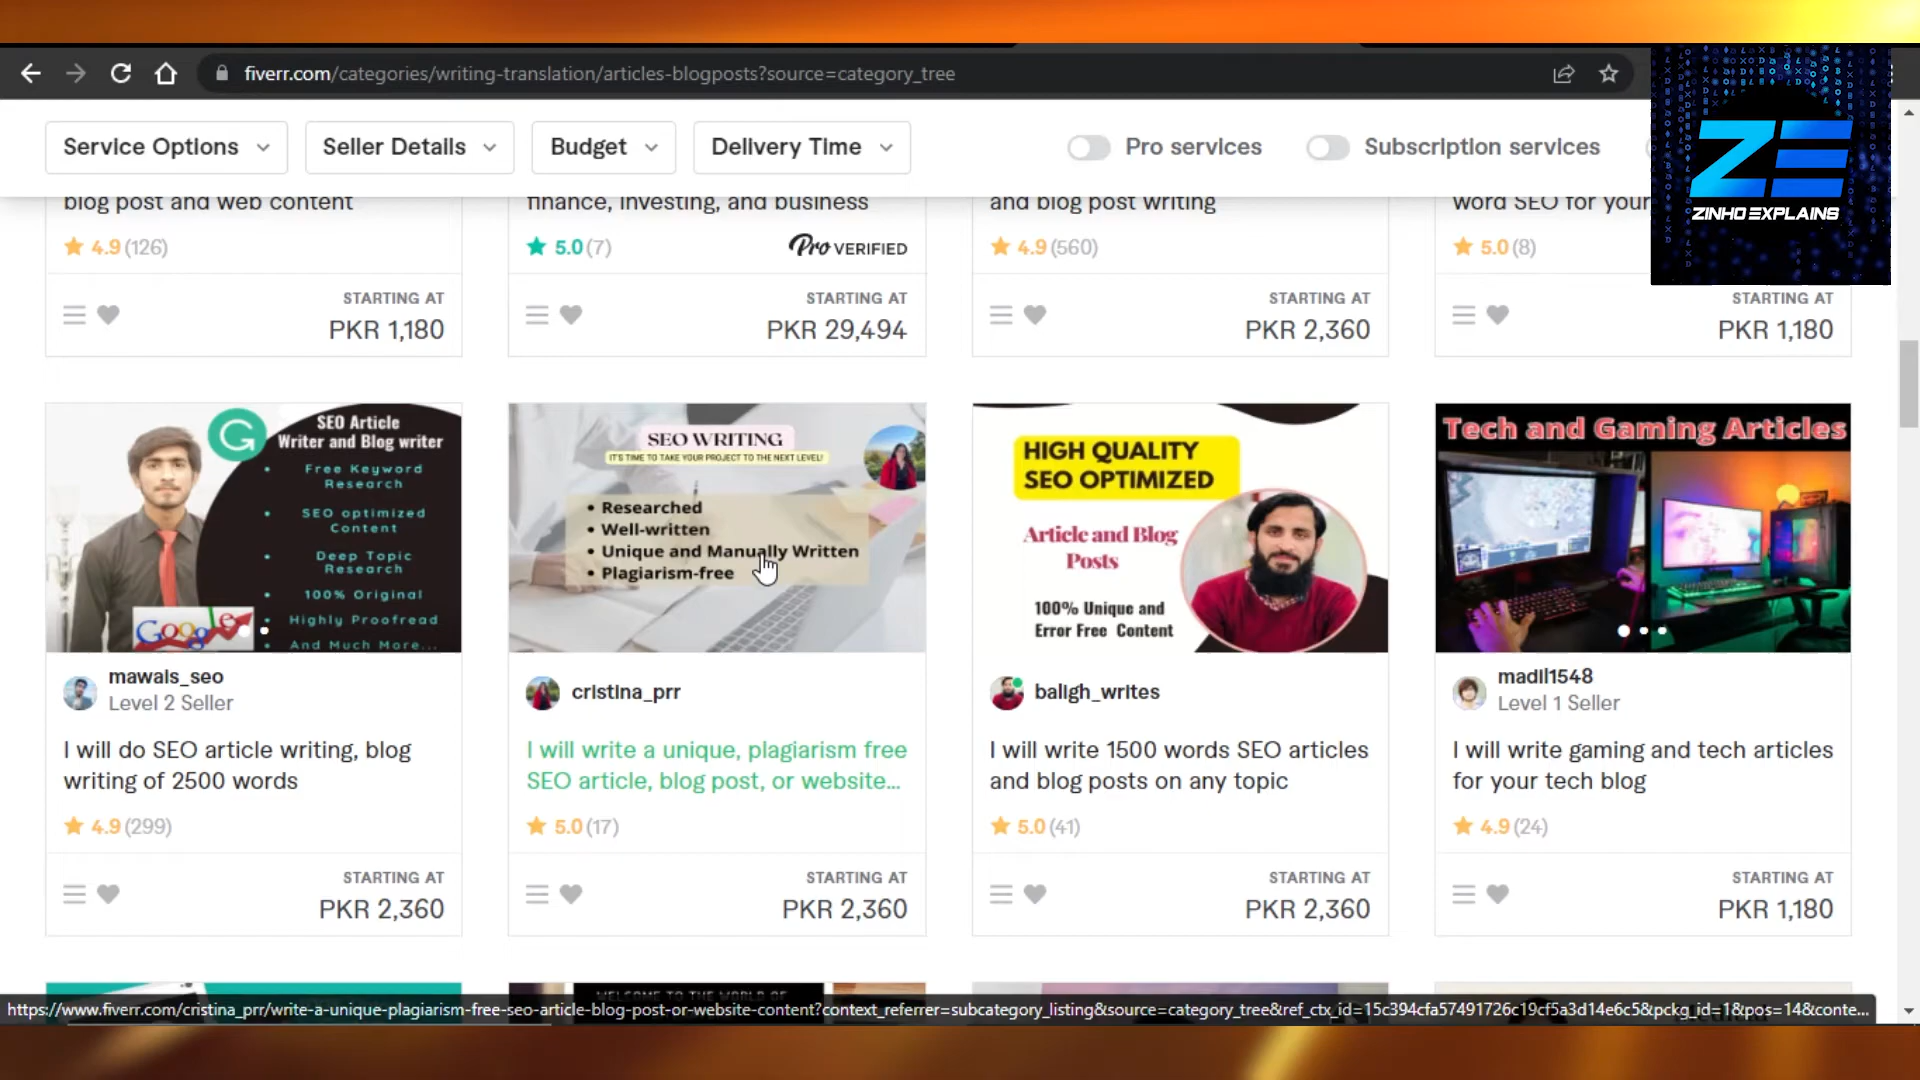 fiverr.com/categories/writing-translation/articles-blogposts?source=category_tree
ZE
ZINHO EXPLAINS
Service Options
Seller Details
Budget
Delivery Time
Pro services
Subscription services
blog post and web content
4.9 (126)
STARTING AT
PKR 1,180
finance, investing, and business
5.0 (7)
Pro VERIFIED
STARTING AT
PKR 29,494
and blog post writing
4.9 (560)
STARTING AT
PKR 2,360
word SEO for your
5.0 (8)
STARTING AT
PKR 1,180
SEO Article
Writer and Blog writer
Free Keyword
Research
SEO optimized
Content
Deep Topic
Research
100% Original
Highly Proofread
And Much More...
Google
mawais_seo
Level 2 Seller
I will do SEO article writing, blog
writing of 2500 words
4.9 (299)
STARTING AT
PKR 2,360
SEO WRITING
IT'S TIME TO TAKE YOUR PROJECT TO THE NEXT LEVEL!
• Researched
• Well-written
• Unique and Manually Written
• Plagiarism-free
cristina_prr
I will write a unique, plagiarism free
SEO article, blog post, or website...
5.0 (17)
STARTING AT
PKR 2,360
HIGH QUALITY
SEO OPTIMIZED
Article and Blog
Posts
100% Unique and
Error Free Content
baligh_writes
I will write 1500 words SEO articles
and blog posts on any topic
5.0 (41)
STARTING AT
PKR 2,360
Tech and Gaming Articles
madil1548
Level 1 Seller
I will write gaming and tech articles
for your tech blog
4.9 (24)
STARTING AT
PKR 1,180
WELCOME TO THE WORLD OF
https://www.fiverr.com/cristina_prr/write-a-unique-plagiarism-free-seo-article-blog-post-or-website-content?context_referrer=subcategory_listing&source=category_tree&ref_ctx_id=15c394cfa57491726c19cf5a3d14e6c5&pckg_id=1&pos=14&conte...